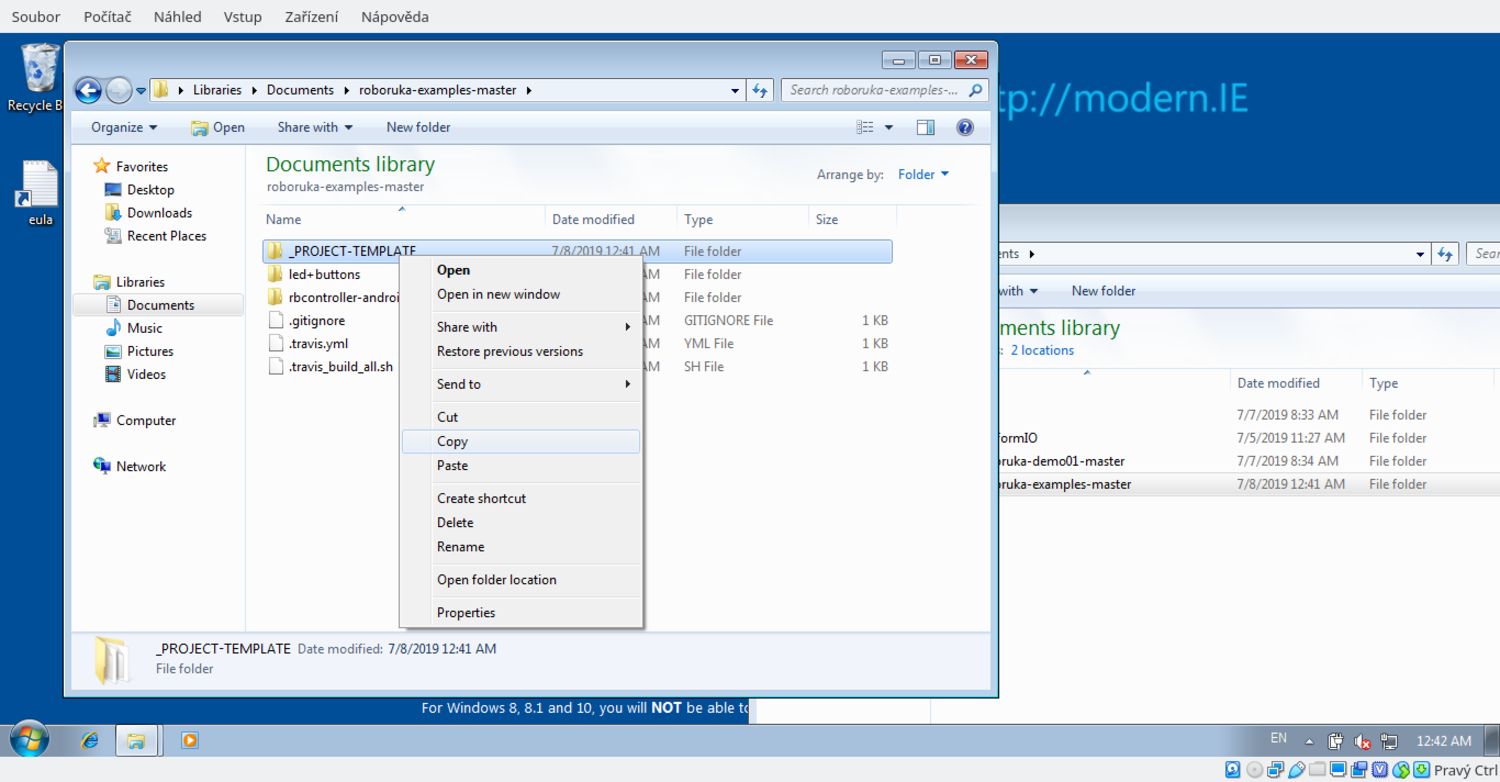 Soubor Počítač Náhled Vstup Zařízení Nápověda
Recycle B
eula
tp://modern.IE
Libraries Documents roboruka-examples-master
Search roboruka-examples-...
Organize Open Share with New folder
Favorites
Desktop
Downloads
Recent Places
Libraries
Documents
Music
Pictures
Videos
Computer
Network
Documents library
roboruka-examples-master
Arrange by: Folder
Name Date modified Type Size
_PROJECT-TEMPLATE 7/8/2019 12:41 AM File folder
led+buttons AM File folder
rbcontroller-androi AM File folder
.gitignore AM GITIGNORE File 1 KB
.travis.yml AM YML File 1 KB
.travis_build_all.sh AM SH File 1 KB
Open
Open in new window
Share with
Restore previous versions
Send to
Cut
Copy
Paste
Create shortcut
Delete
Rename
Open folder location
Properties
_PROJECT-TEMPLATE Date modified: 7/8/2019 12:41 AM
File folder
ents
Sear
with New folder
ments library
: 2 locations
Date modified Type
7/7/2019 8:33 AM File folder
formIO 7/5/2019 11:27 AM File folder
oruka-demo01-master 7/7/2019 8:34 AM File folder
oruka-examples-master 7/8/2019 12:41 AM File folder
For Windows 8, 8.1 and 10, you will NOT be able to
EN 12:42 AM
Pravý Ctrl